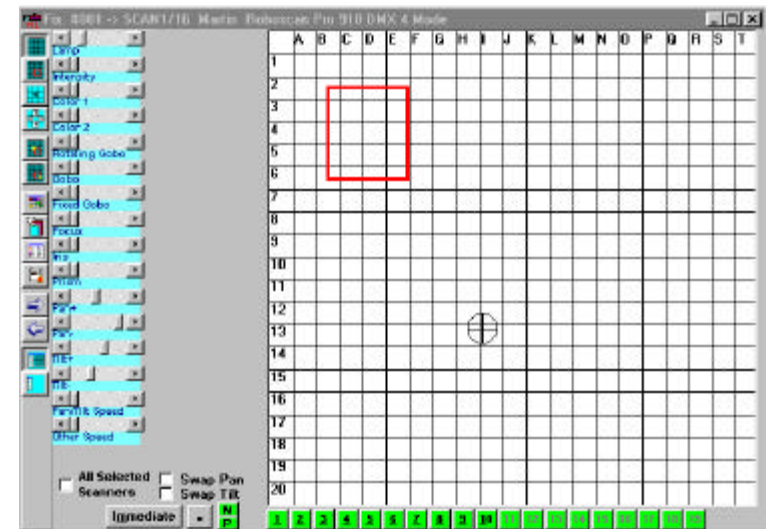 Fix #001 -> SCAN1/16 Martin Roboscan Pro 918 DMX 4 Mode
A B C D E F G H I J K L M N O P Q R S T
Lamp
1
Intensity
2
Color 1
3
Color 2
4
Rotating Gobo
5
Gobo
6
Fixed Gobo
7
Focus
8
Iris
9
Prism
10
Pan+
11
Pan-
12
Tilt+
13
Tilt-
14
Pan/Tilt Speed
15
Other Speed
16
17
18
19
20
All Selected Scanners
Swap Pan
Swap Tilt
Immediate
-
N
P
1 2 3 4 5 6 7 8 9 10